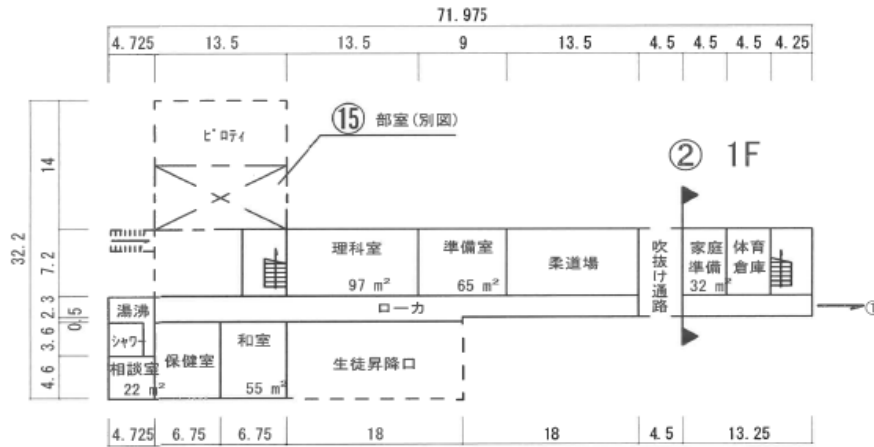 71.975
4.725 13.5 13.5 9 13.5 4.5 4.5 4.5 4.25
⑮ 部室(別図)
ピロティ
② 1F
32.2
14
7.2
2.3
0.5
3.6
4.6
理科室
97 m²
準備室
65 m²
柔道場
吹抜け通路
家庭
準備
32 m²
体育
倉庫
湯沸
ローカ
シャワー
相談室
22 m²
保健室
和室
55 m²
生徒昇降口
4.725 6.75 6.75 18 18 4.5 13.25